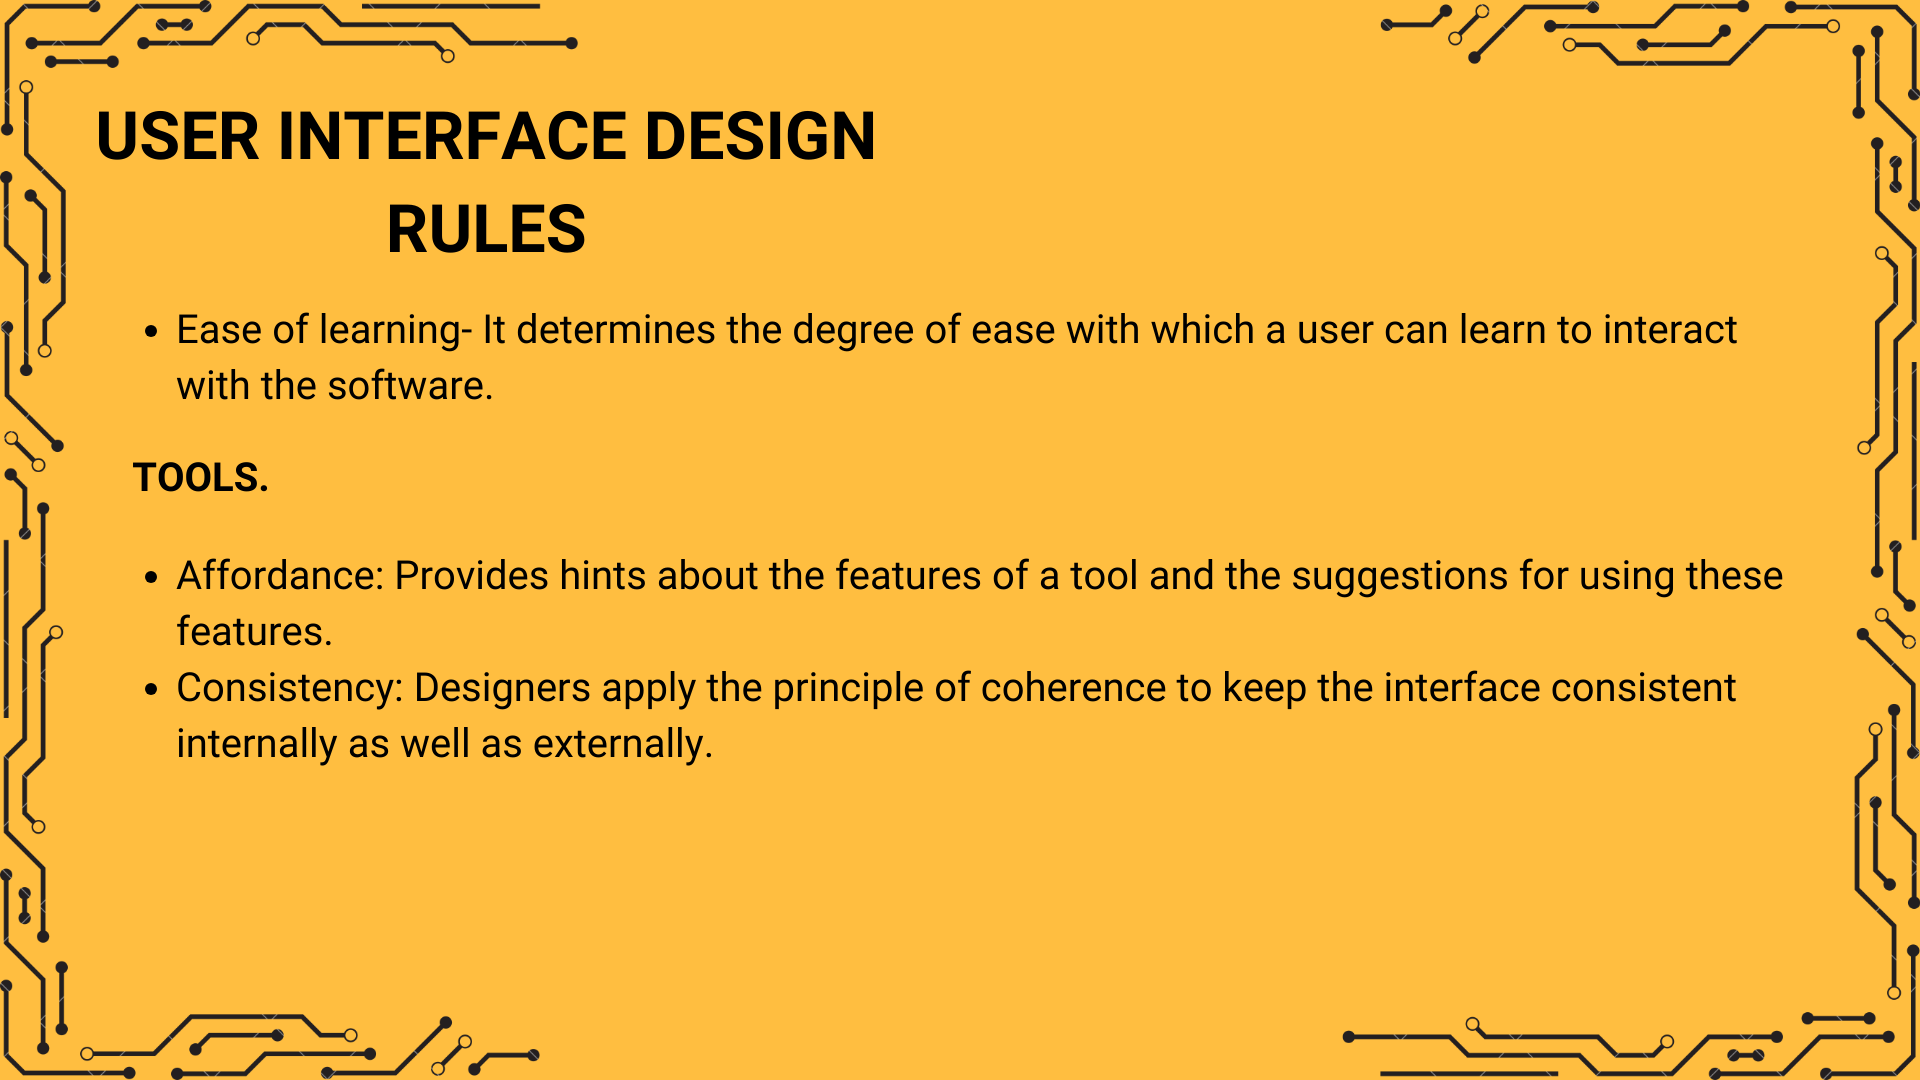 USER INTERFACE DESIGN
RULES
• Ease of learning- It determines the degree of ease with which a user can learn to interact
with the software.
TOOLS.
• Affordance: Provides hints about the features of a tool and the suggestions for using these
features.
• Consistency: Designers apply the principle of coherence to keep the interface consistent
internally as well as externally.